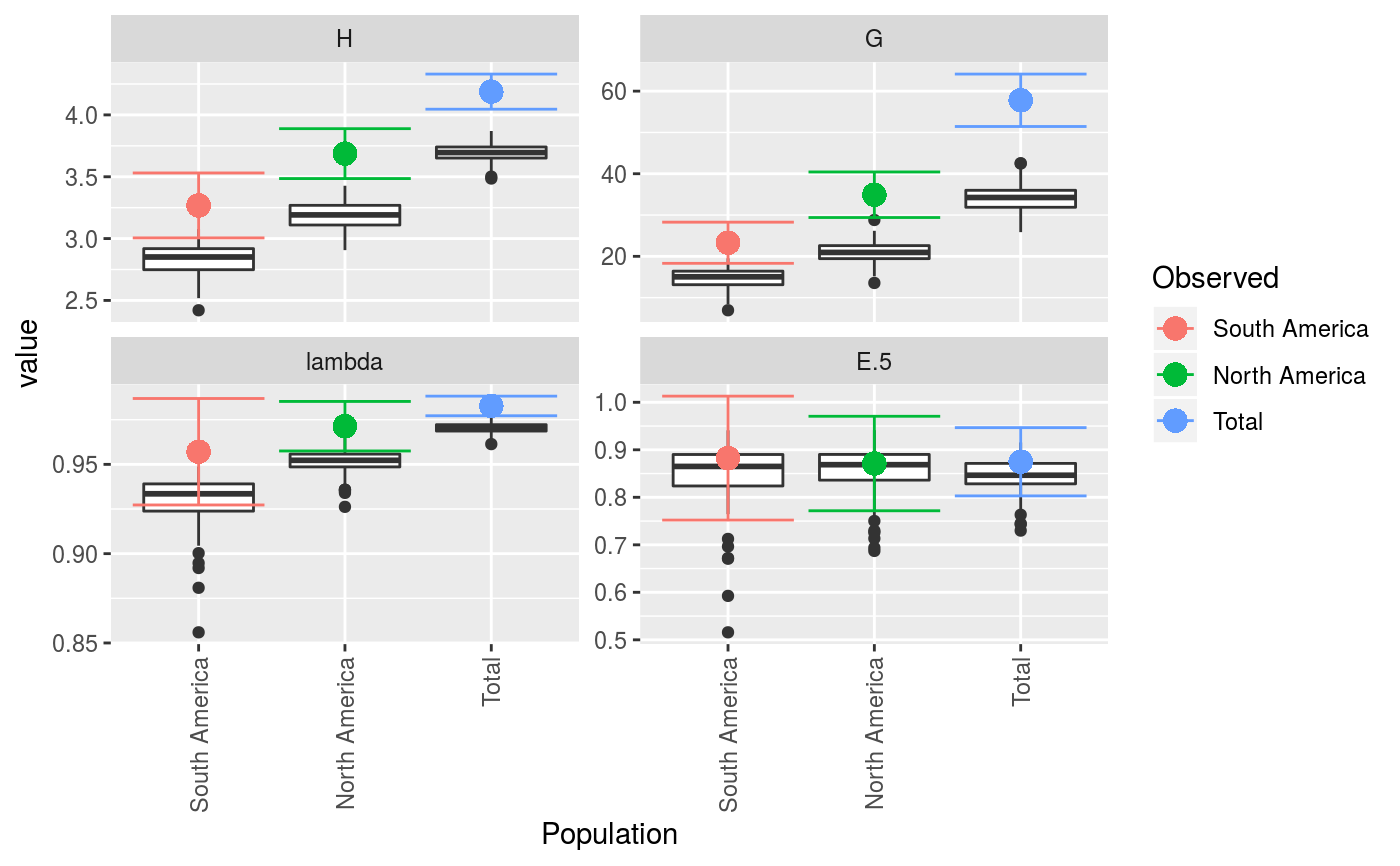 H
G
4.0
3.5
3.0
2.5
60
40
20
value
lambda
E.5
0.95
0.90
0.85
1.0
0.9
0.8
0.7
0.6
0.5
South America
North America
Total
South America
North America
Total
Population
Observed
South America
North America
Total